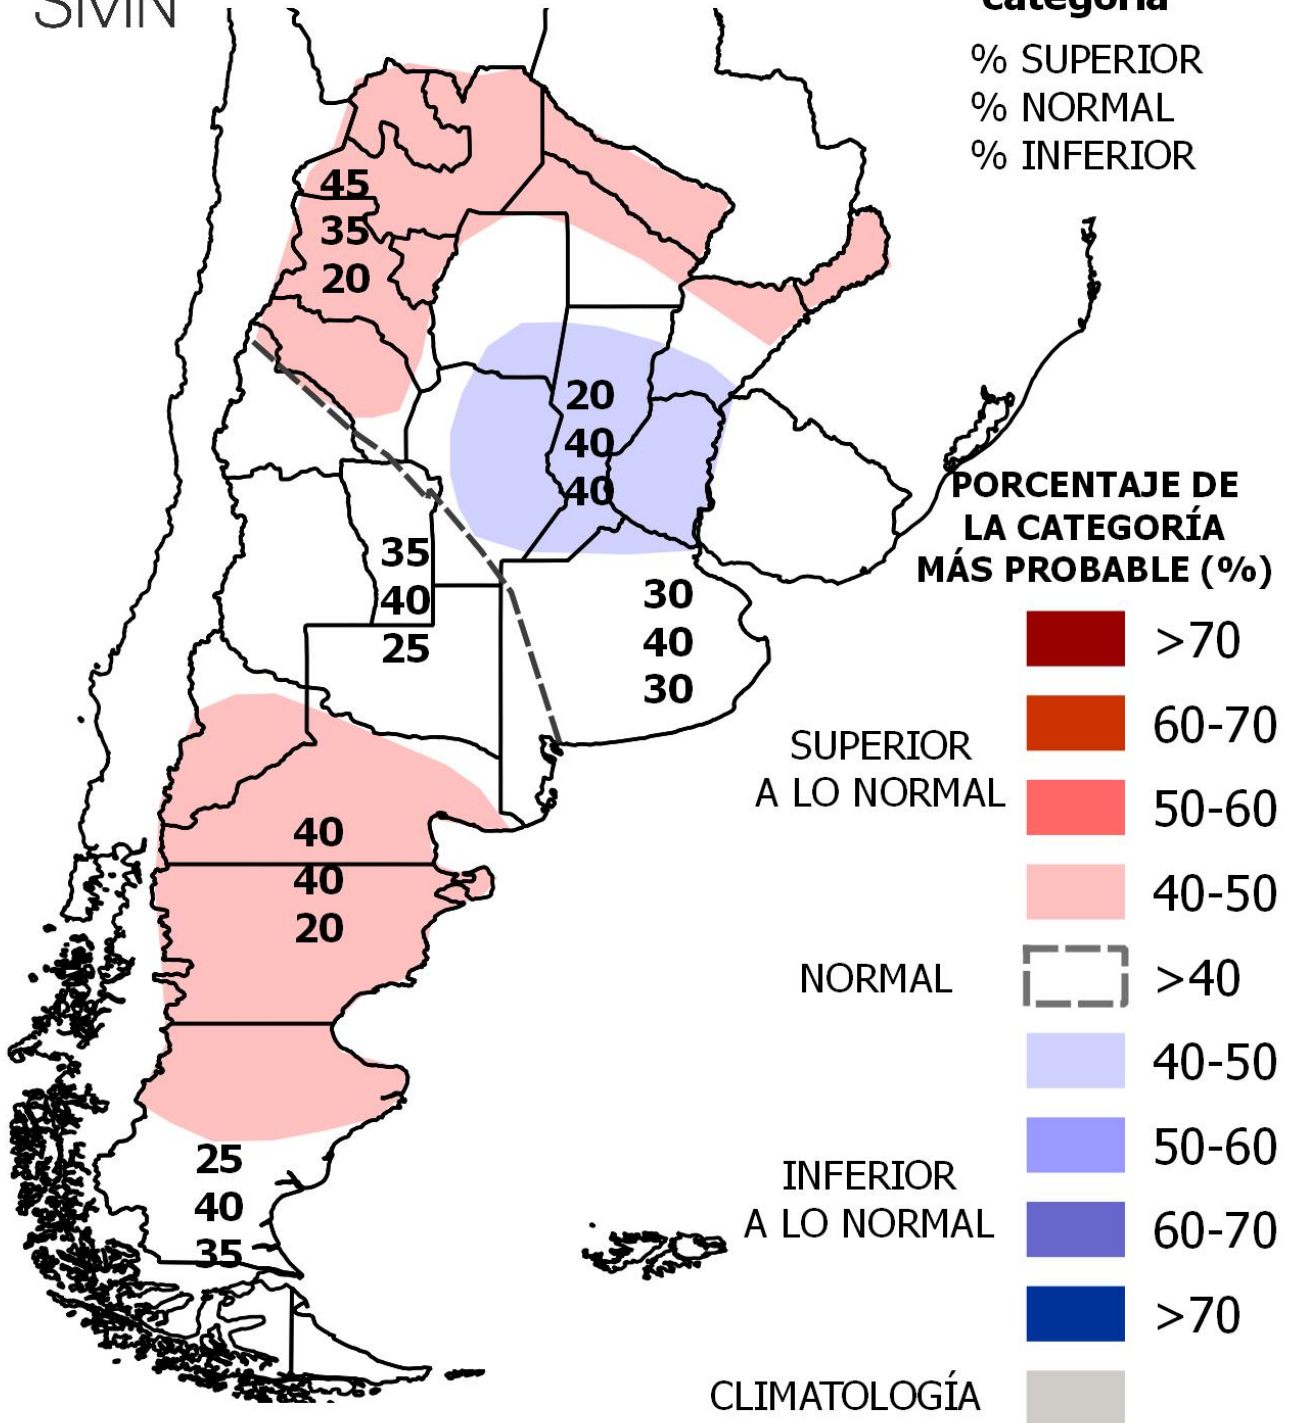 SMN
Categoría
% SUPERIOR
% NORMAL
% INFERIOR
45
35
20
20
40
40
35
40
25
30
40
30
40
40
20
25
40
35
PORCENTAJE DE
LA CATEGORÍA
MÁS PROBABLE (%)
SUPERIOR
A LO NORMAL
>70
60-70
50-60
40-50
NORMAL
>40
INFERIOR
A LO NORMAL
40-50
50-60
60-70
>70
CLIMATOLOGÍA